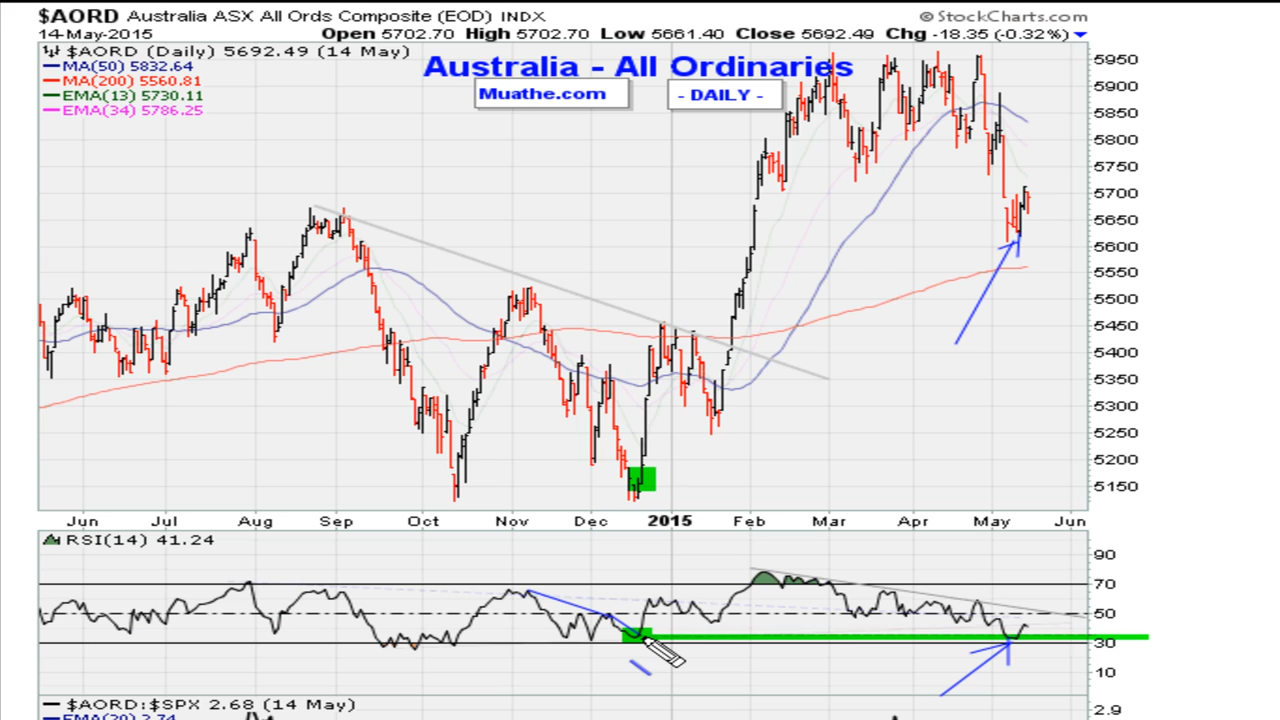 $AORD Australia ASX All Ords Composite (EOD) INDX
© StockCharts.com
14-May-2015
Open 5702.70 High 5702.70 Low 5661.40 Close 5692.49 Chg -18.35 (-0.32%)
$AORD (Daily) 5692.49 (14 May)
MA(50) 5832.64
MA(200) 5560.81
EMA(13) 5730.11
EMA(34) 5786.25
Australia - All Ordinaries
Muathe.com
- DAILY -
5950
5900
5850
5800
5750
5700
5650
5600
5550
5500
5450
5400
5350
5300
5250
5200
5150
Jun Jul Aug Sep Oct Nov Dec 2015 Feb Mar Apr May Jun
RSI(14) 41.24
90
70
50
30
10
$AORD:$SPX 2.68 (14 May)
EMA(20) 2.74
2.9